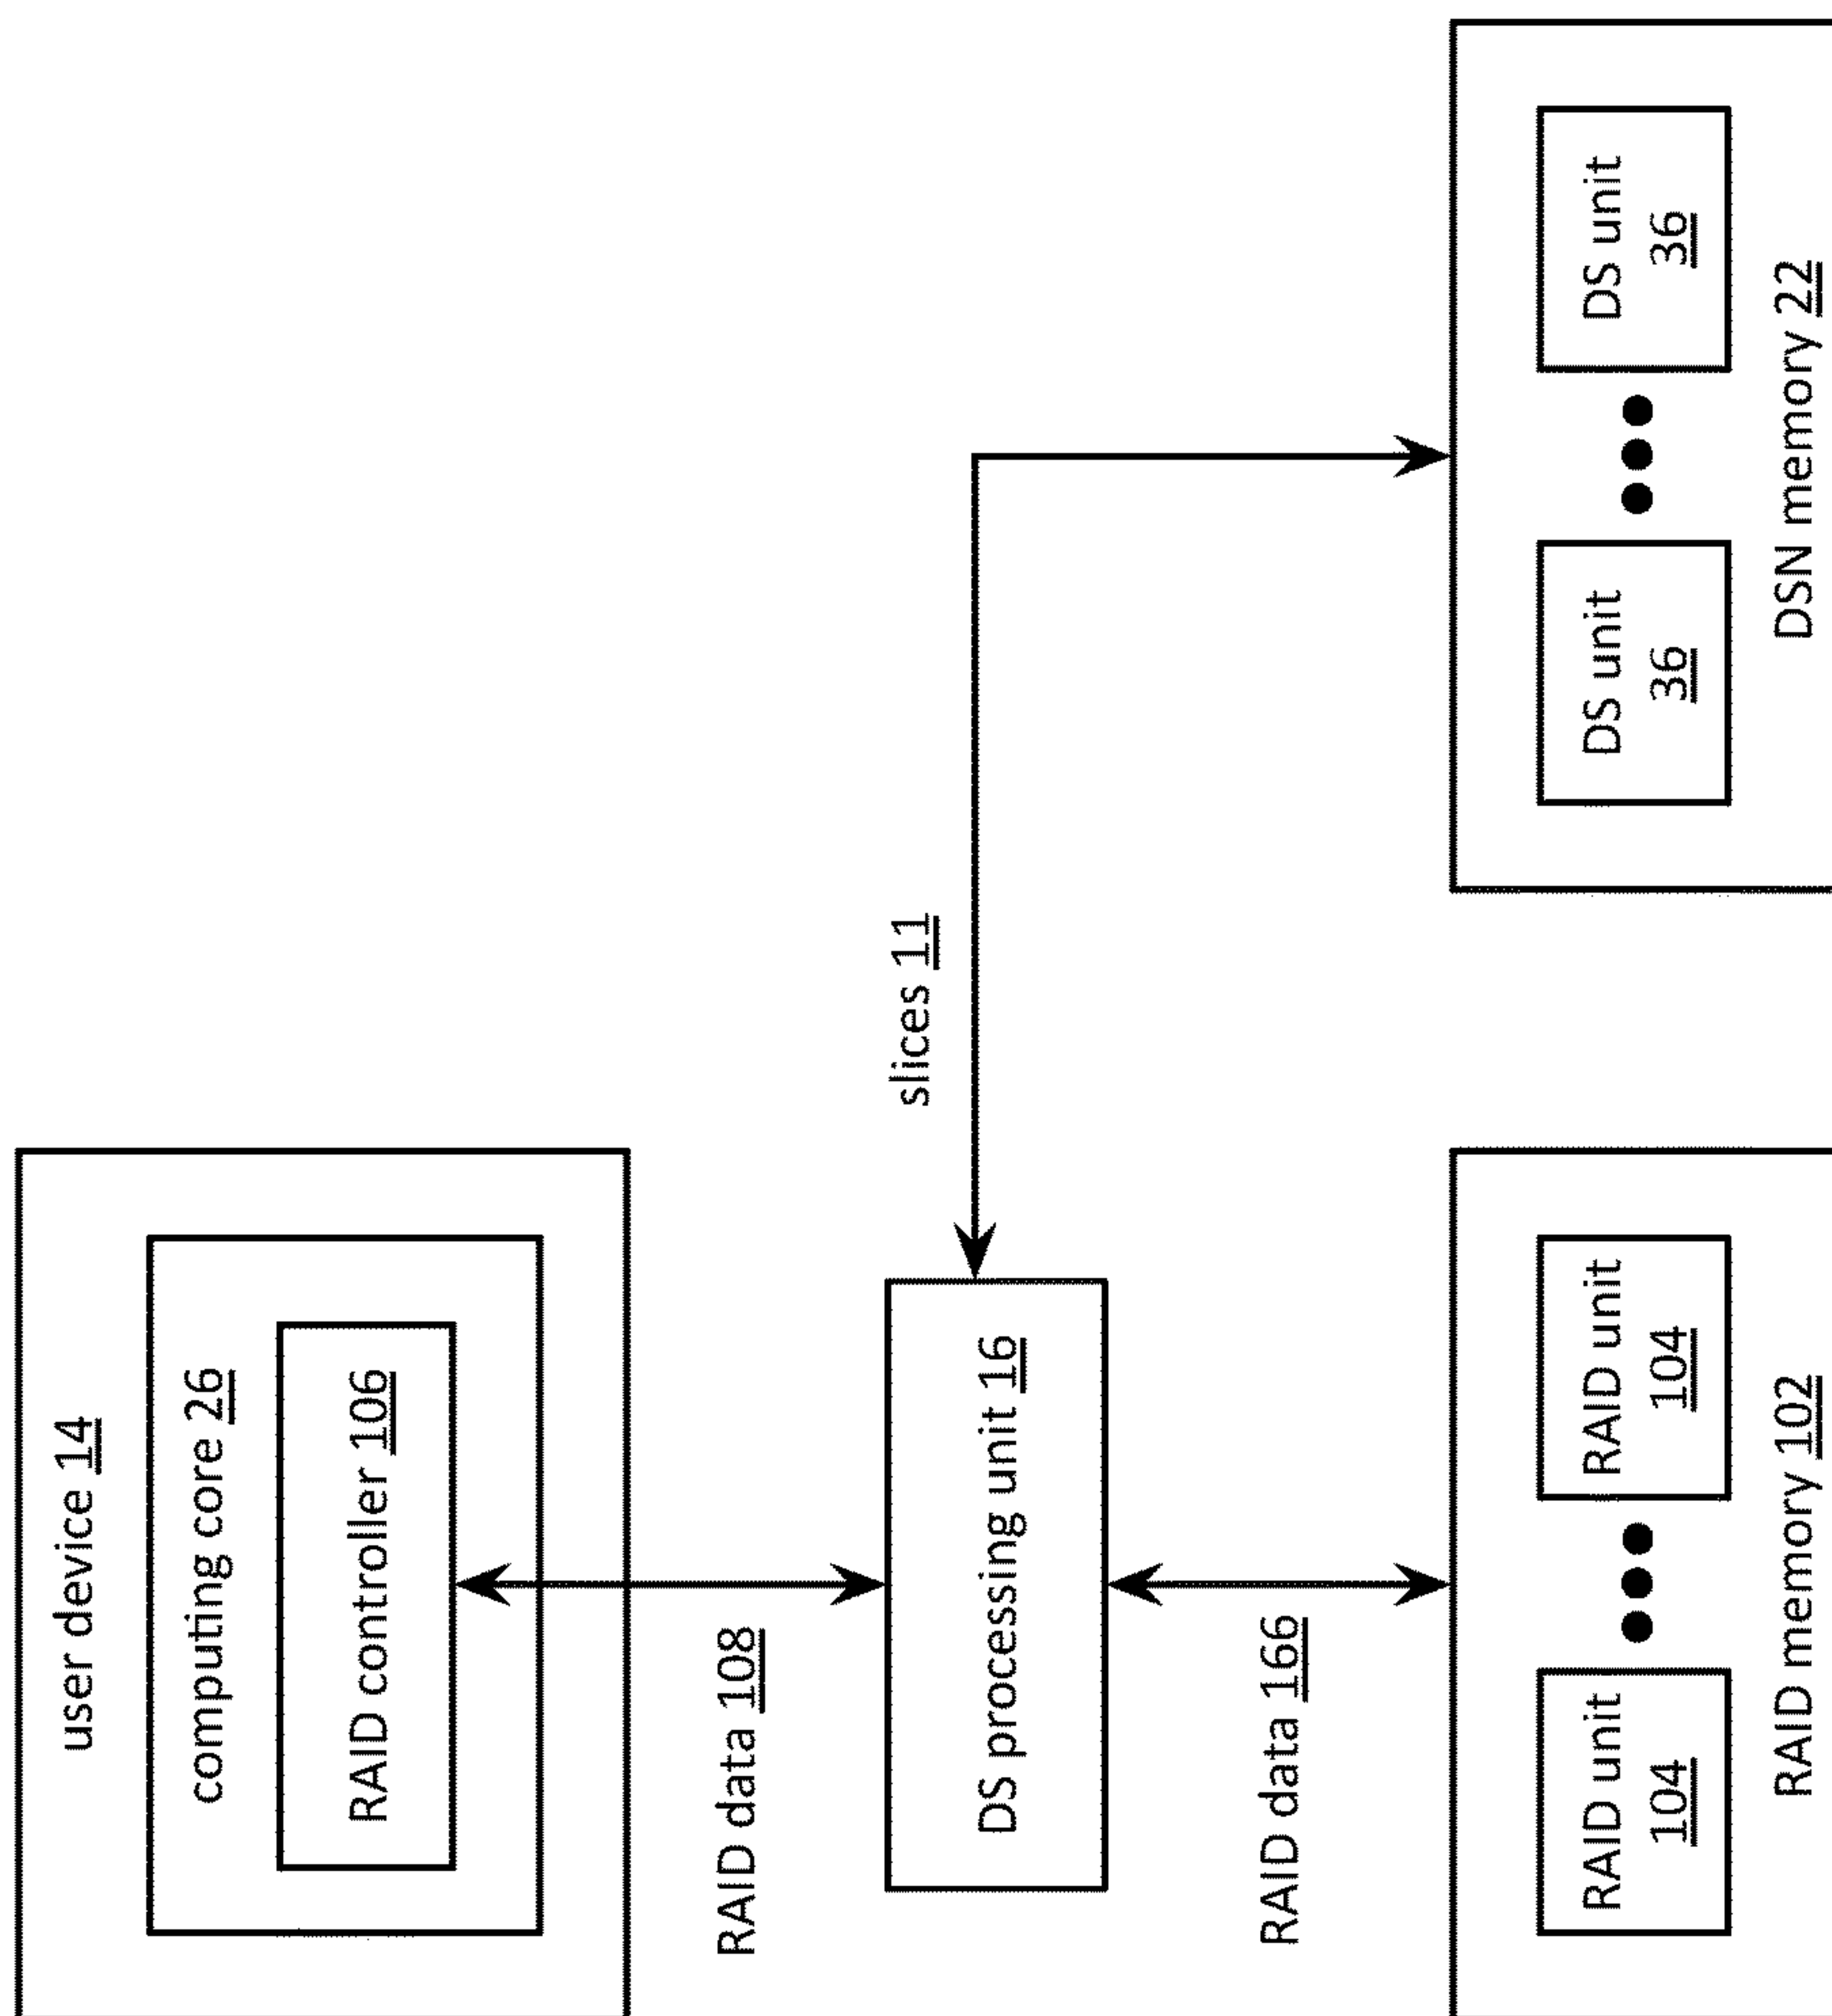 user device 14
computing core 26
RAID controller 106
RAID data 108
slices 11
DS processing unit 16
RAID data 166
RAID unit
104
RAID unit
104
RAID memory 102
DS unit
36
DS unit
36
DSN memory 22